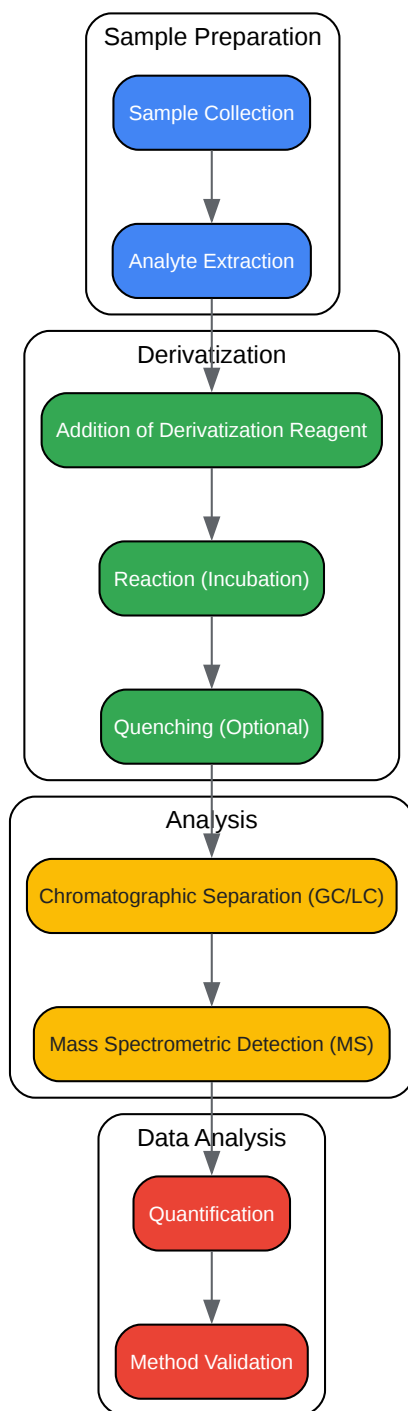 Sample Preparation
Sample Collection
Analyte Extraction
Derivatization
Addition of Derivatization Reagent
Reaction (Incubation)
Quenching (Optional)
Analysis
Chromatographic Separation (GC/LC)
Mass Spectrometric Detection (MS)
Data Analysis
Quantification
Method Validation